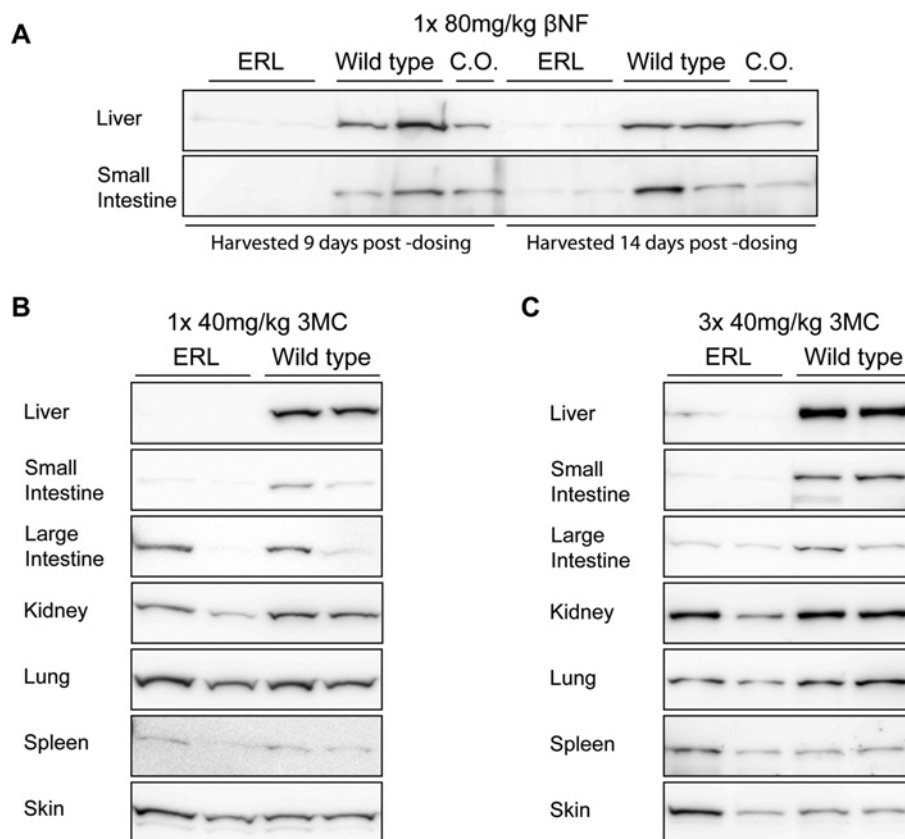 A
1x 80mg/kg βNF
ERL Wild type C.O. ERL Wild type C.O.
Liver
Small
Intestine
Harvested 9 days post -dosing Harvested 14 days post -dosing
B
1x 40mg/kg 3MC
ERL Wild type
Liver
Small
Intestine
Large
Intestine
Kidney
Lung
Spleen
Skin
C
3x 40mg/kg 3MC
ERL Wild type
Liver
Small
Intestine
Large
Intestine
Kidney
Lung
Spleen
Skin